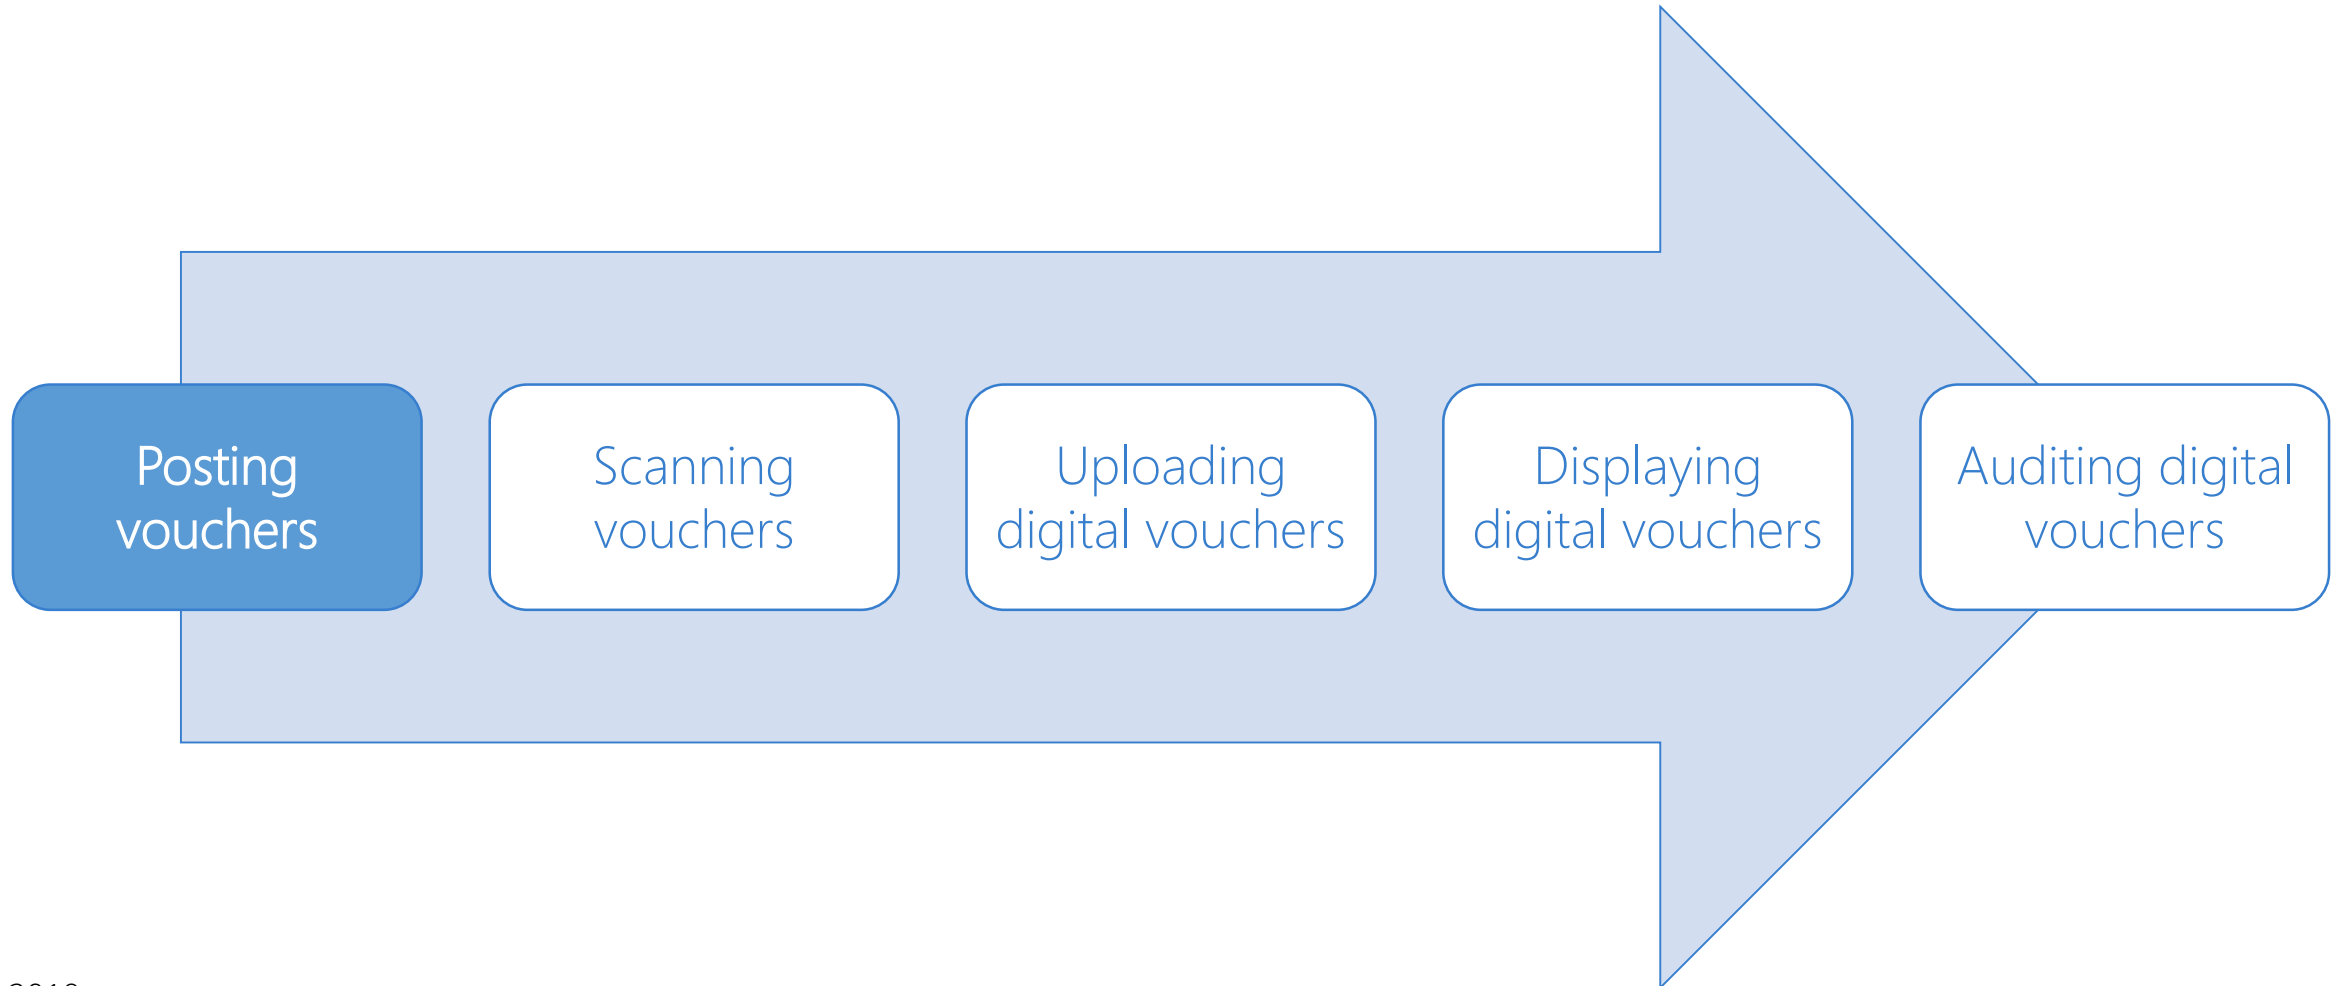 Posting
vouchers
Scanning
vouchers
Uploading
digital vouchers
Displaying
digital vouchers
Auditing digital
vouchers